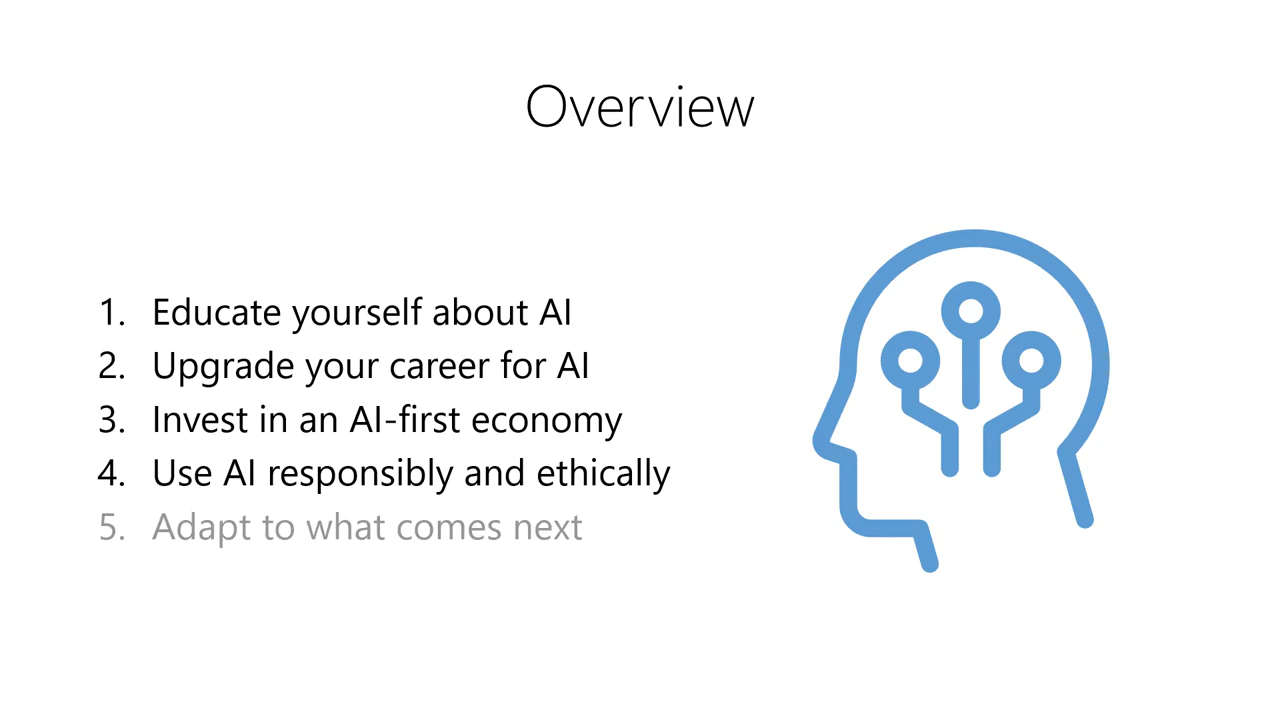 Overview
1. Educate yourself about AI
2. Upgrade your career for AI
3. Invest in an AI-first economy
4. Use AI responsibly and ethically
5. Adapt to what comes next